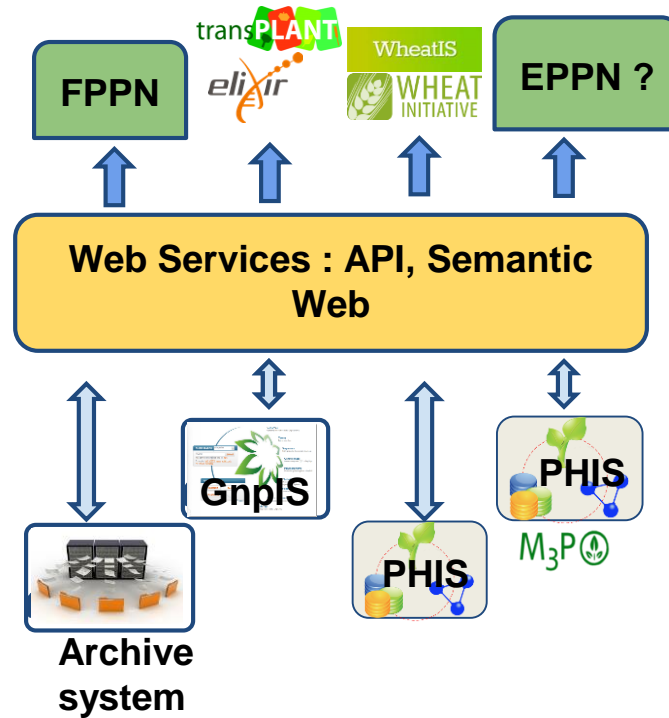 transPLANT
FPPN
elixir
WheatIS
WHEAT
INITIATIVE
EPPN ?
Web Services : API, Semantic
Web
GnpIS
PHIS
M3P
PHIS
Archive
system